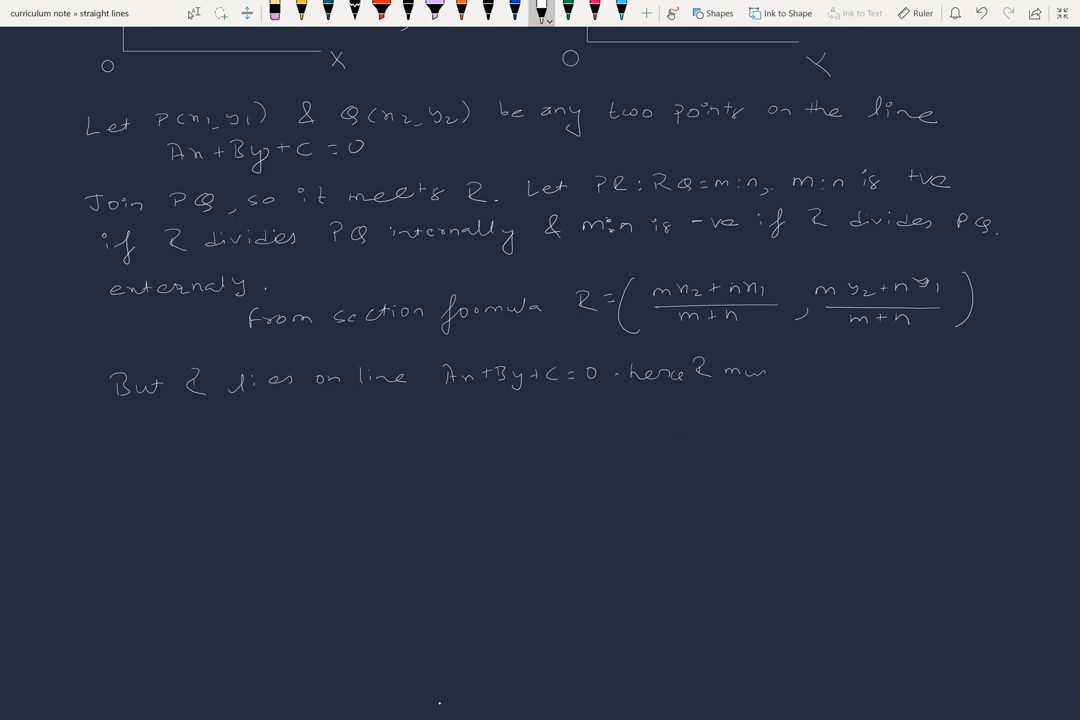 curriculum note » straight lines
Shapes Ink to Shape Ink to Text Ruler
O X O Y
Let P(x1, y1) & Q(x2, y2) be any two points on the line
Ax+By+C=0
Join PQ, so it meets R. Let PR:RQ=m:n, m:n is +ve
if R divides PQ internally & m:n is -ve if R divides PQ.
externaly.
From section foomula R=( mx2+nx1 / m+n , my2+ny1 / m+n )
But R lies on line Ax+By+C=0 . hence R mus